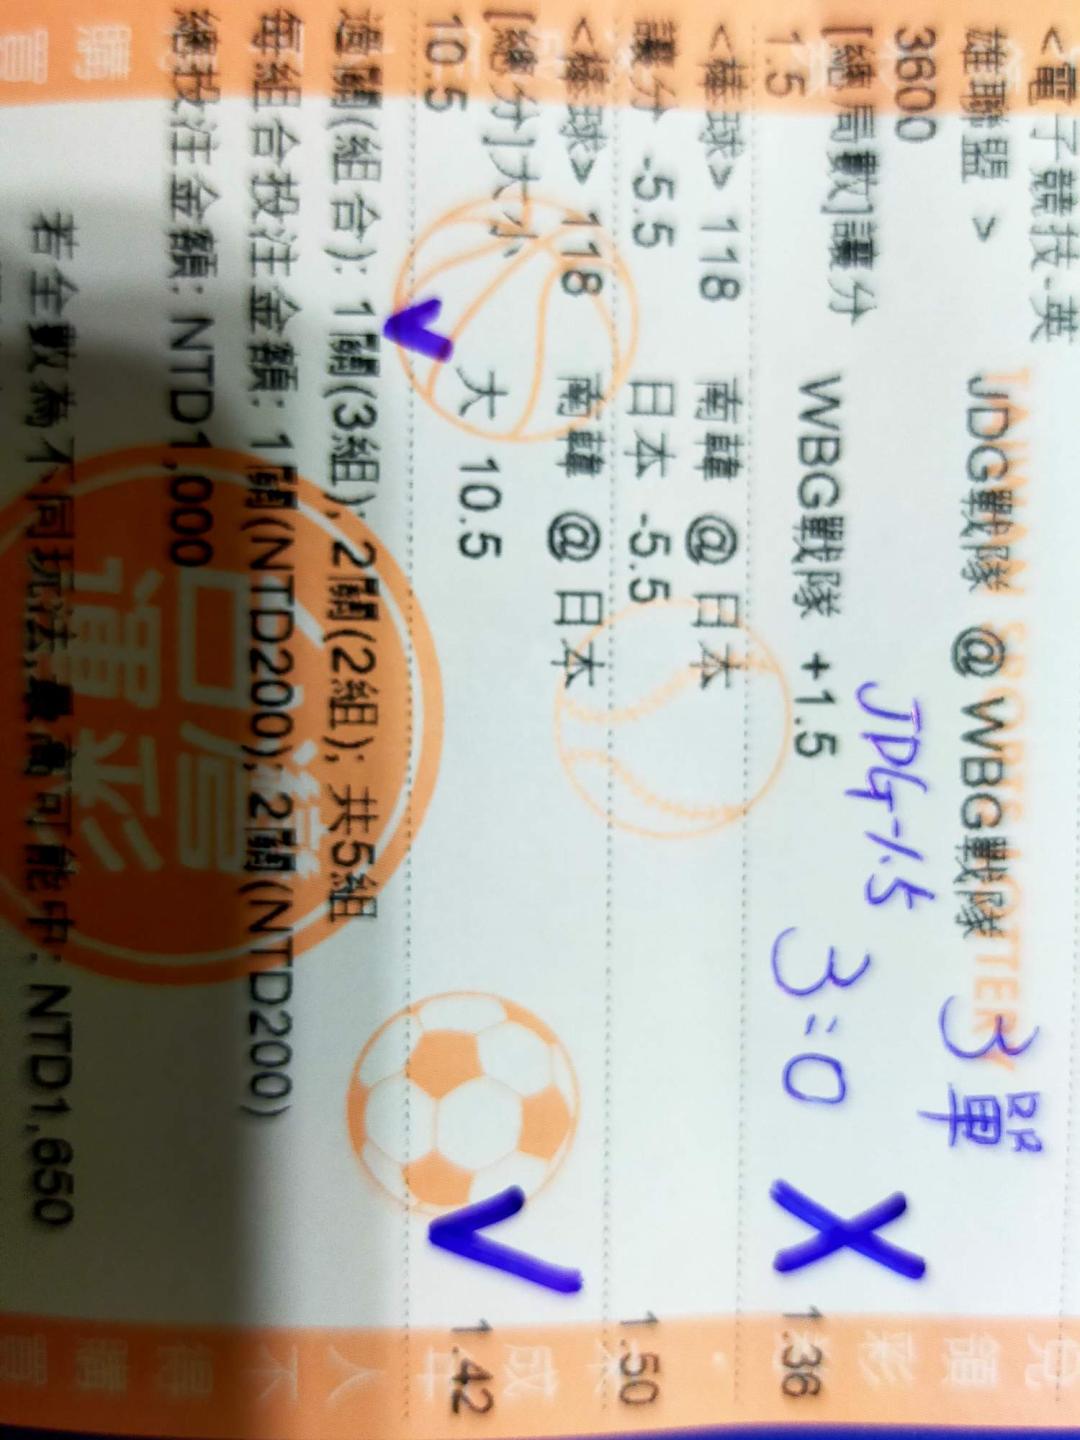 <電子競技-英
雄聯盟 >
3600 JDG戰隊 @ WBG戰隊 3單
[總局數]讓分 JDG-1.5
1.5 WBG戰隊 +1.5 3:0 X 1.36
<棒球> 118 南韓 @ 日本
讓分 -5.5 日本 -5.5 1.50
<棒球> 118 南韓 @ 日本
[總分]大小
10.5 大 10.5 1.42
過關(組合): 1關(3組); 2關(2組); 共5組
每組合投注金額: 1關(NTD200); 2關(NTD200)
總投注金額: NTD1,000
若全數為不同玩法,最高可能中: NTD1,650
台灣
運彩